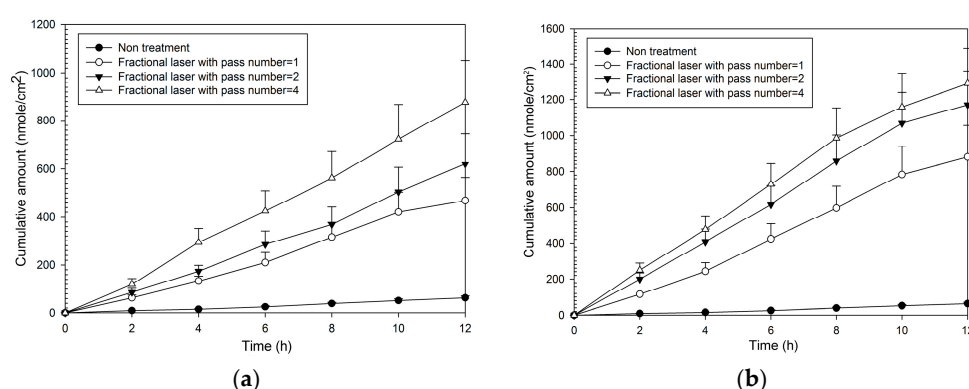 1200
1000
800
600
400
200
0
Cumulative amount (nmole/cm²)
Non treatment
Fractional laser with pass number=1
Fractional laser with pass number=2
Fractional laser with pass number=4
0 2 4 6 8 10 12
Time (h)
(a)
1600
1400
1200
1000
800
600
400
200
0
Cumulative amount (nmole/cm²)
Non treatment
Fractional laser with pass number=1
Fractional laser with pass number=2
Fractional laser with pass number=4
0 2 4 6 8 10 12
Time (h)
(b)